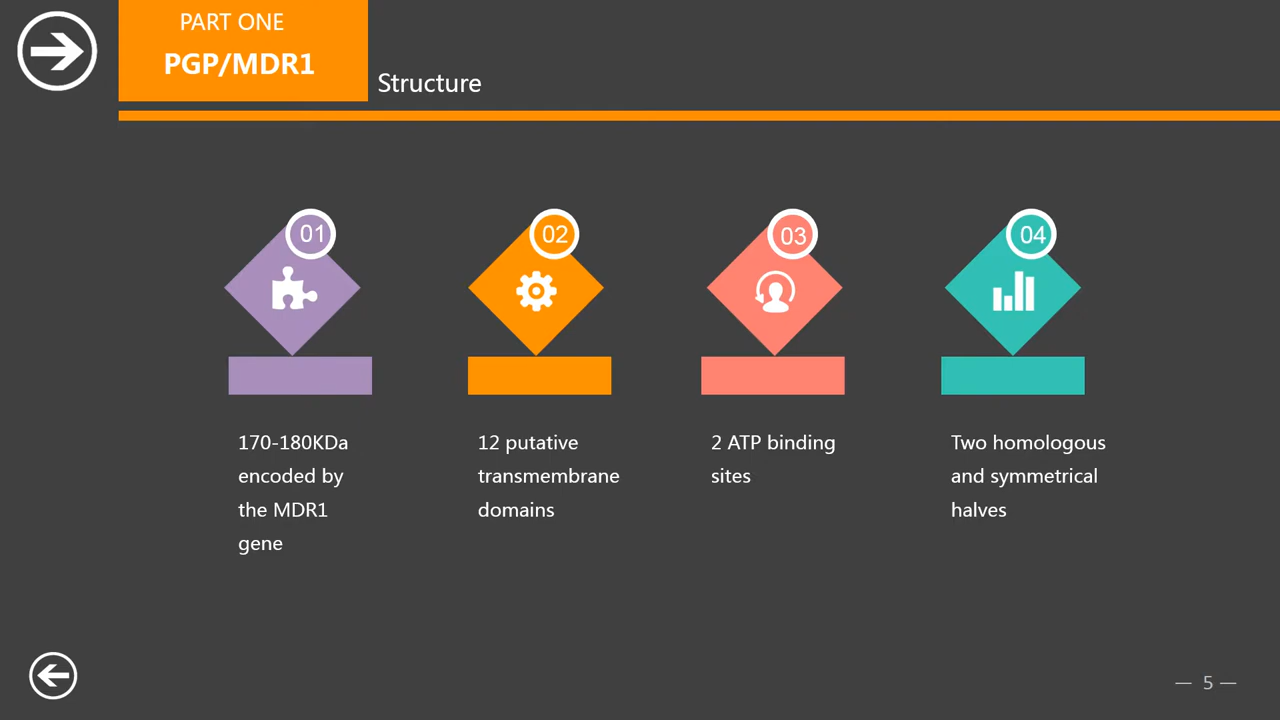 PART ONE
PGP/MDR1
Structure
01
02
03
04
170-180KDa
encoded by
the MDR1
gene
12 putative
transmembrane
domains
2 ATP binding
sites
Two homologous
and symmetrical
halves
— 5 —